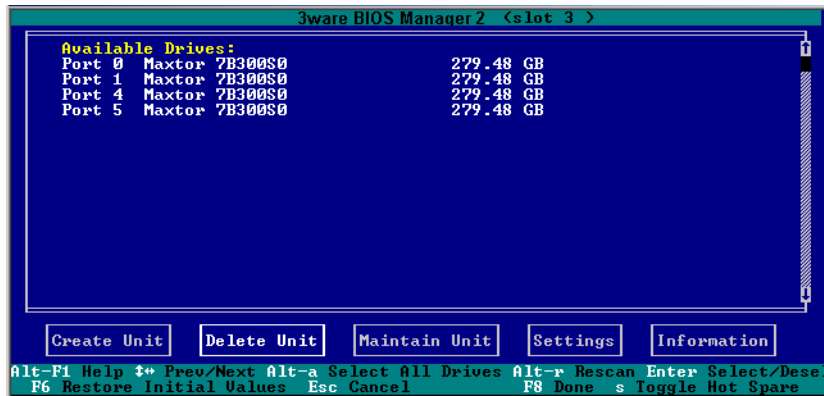 3ware BIOS Manager 2 (slot 3 )
Available Drives:
Port 0 Maxtor 7B300S0 279.48 GB
Port 1 Maxtor 7B300S0 279.48 GB
Port 4 Maxtor 7B300S0 279.48 GB
Port 5 Maxtor 7B300S0 279.48 GB
Create Unit Delete Unit Maintain Unit Settings Information
Alt-F1 Help ↕↔ Prev/Next Alt-a Select All Drives Alt-r Rescan Enter Select/Dese
F6 Restore Initial Values Esc Cancel F8 Done s Toggle Hot Spare